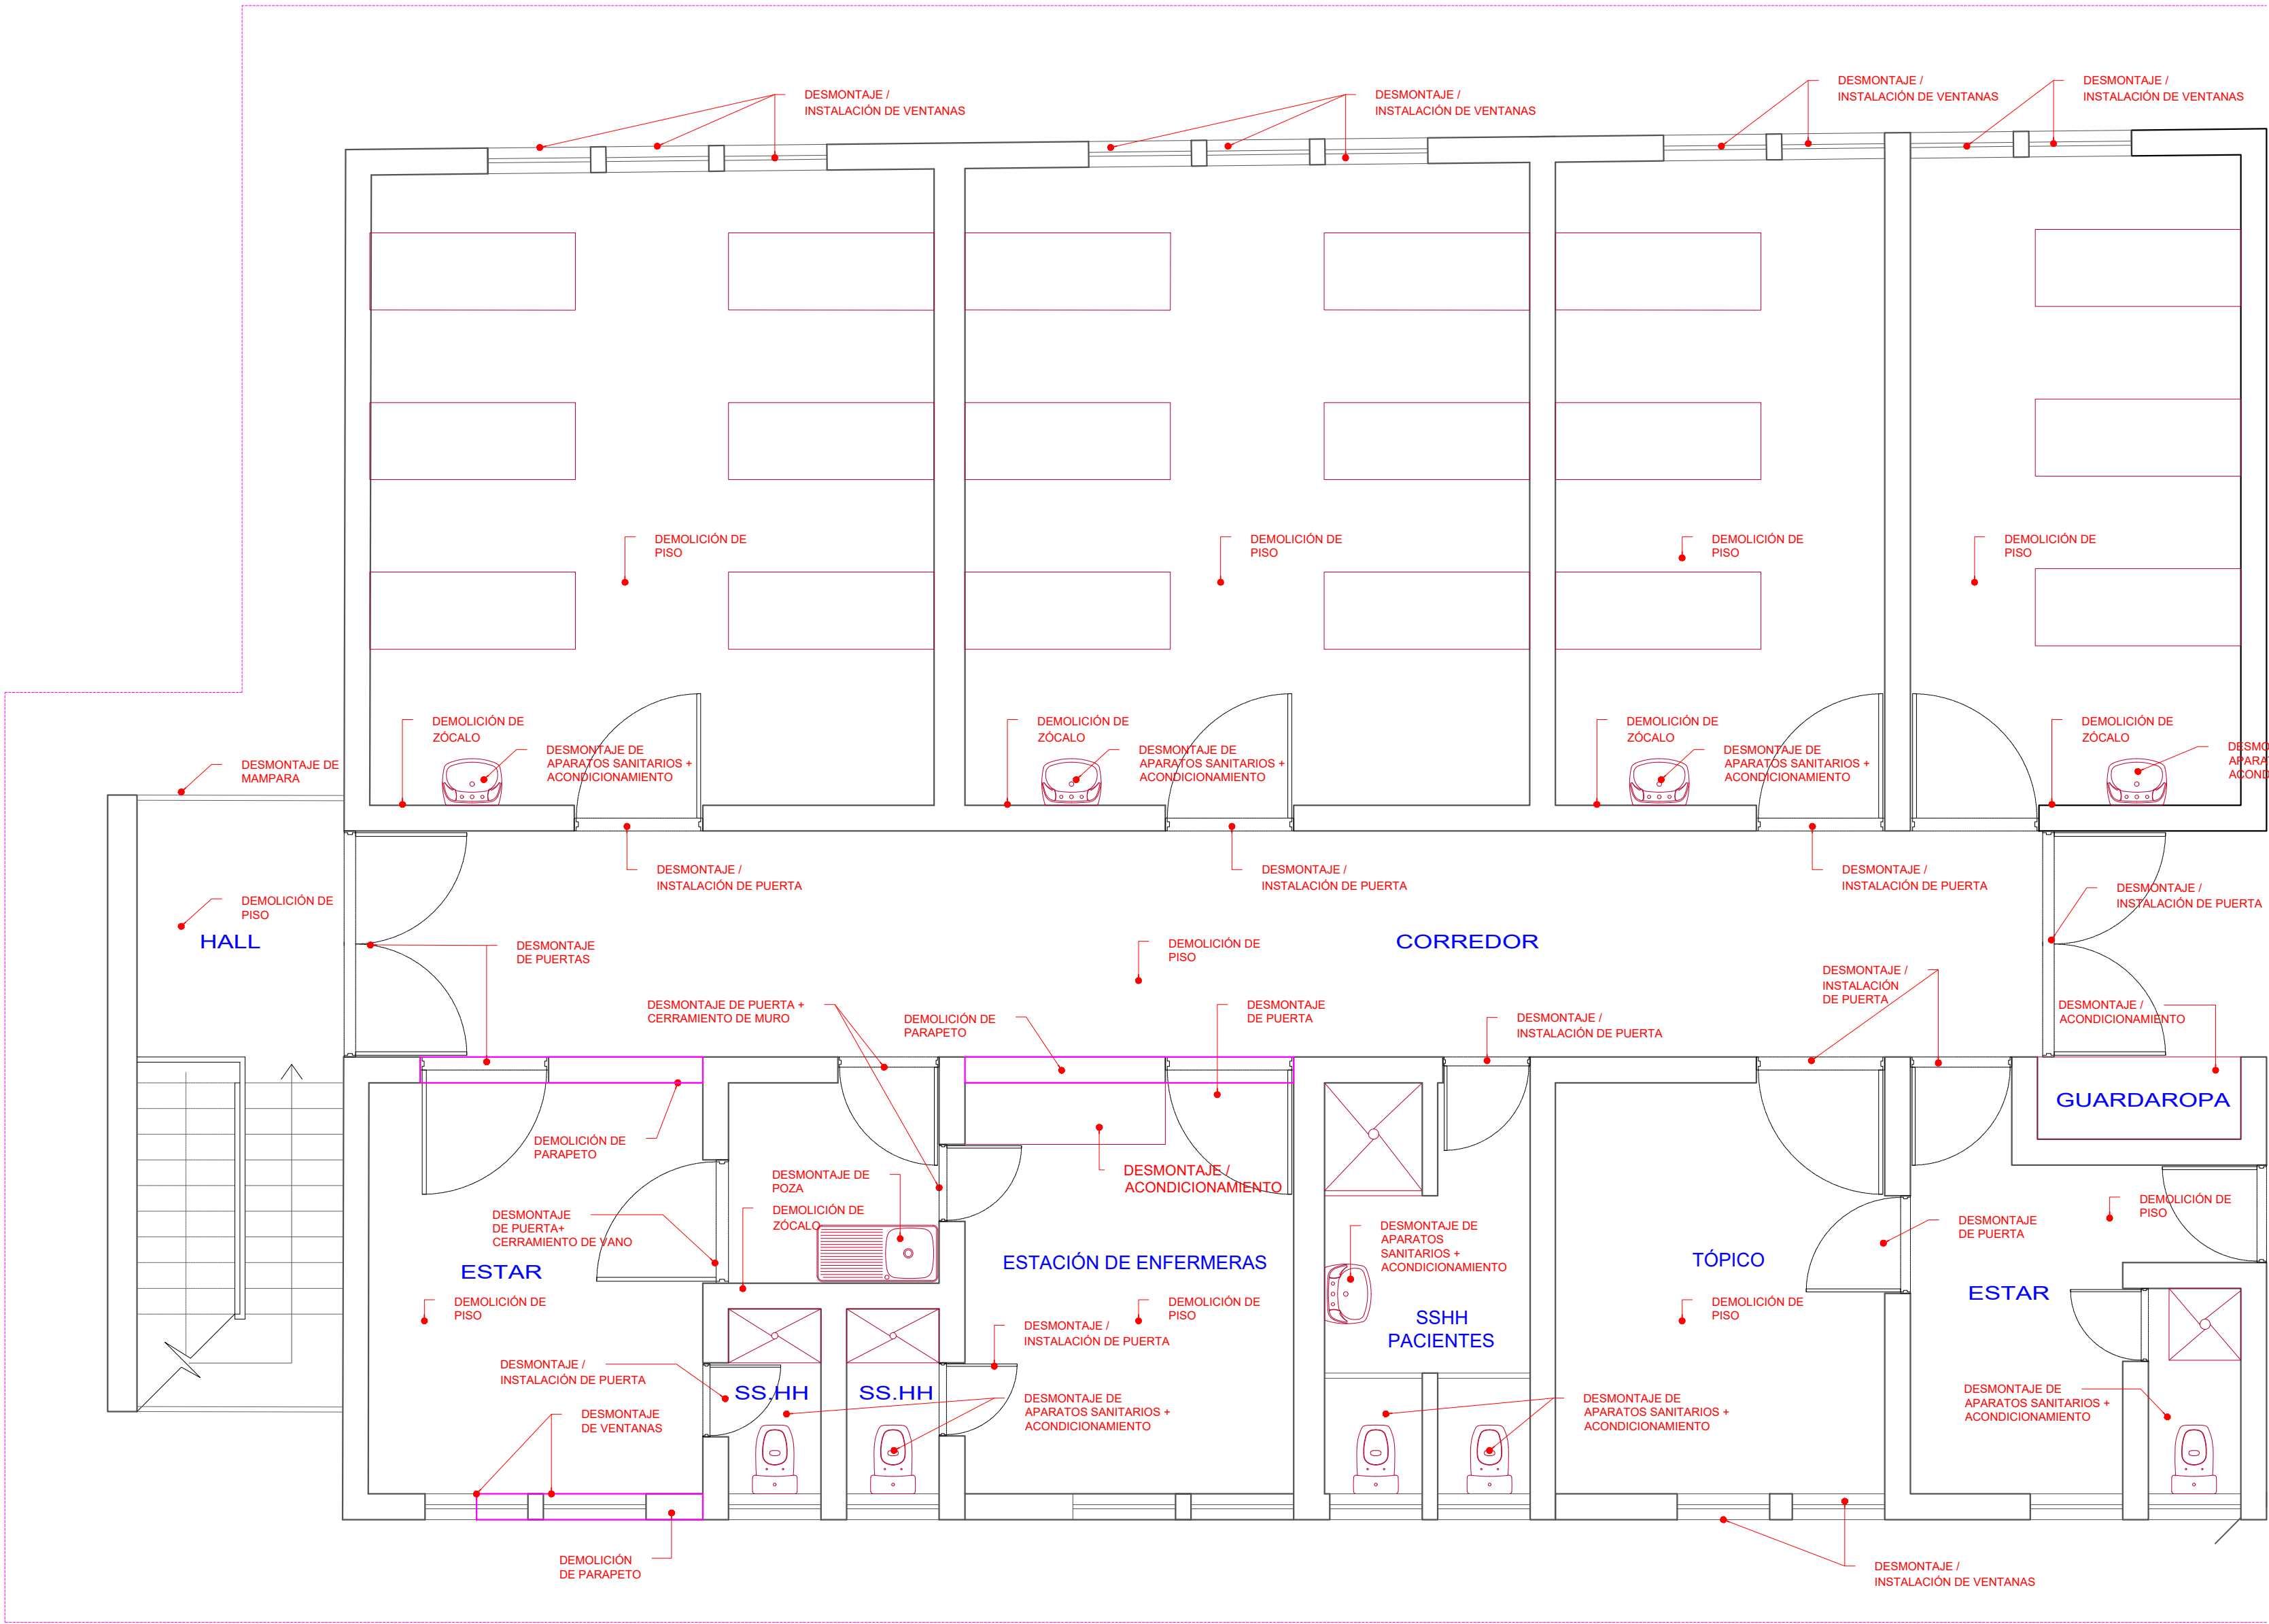 DESMONTAJE /
INSTALACIÓN DE VENTANAS
DESMONTAJE /
INSTALACIÓN DE VENTANAS
DESMONTAJE /
INSTALACIÓN DE VENTANAS
DESMONTAJE /
INSTALACIÓN DE VENTANAS
DEMOLICIÓN DE
PISO
DEMOLICIÓN DE
PISO
DEMOLICIÓN DE
PISO
DEMOLICIÓN DE
PISO
DEMOLICIÓN DE
ZÓCALO
DESMONTAJE DE
APARATOS SANITARIOS +
ACONDICIONAMIENTO
DEMOLICIÓN DE
ZÓCALO
DESMONTAJE DE
APARATOS SANITARIOS +
ACONDICIONAMIENTO
DEMOLICIÓN DE
ZÓCALO
DESMONTAJE DE
APARATOS SANITARIOS +
ACONDICIONAMIENTO
DEMOLICIÓN DE
ZÓCALO
DESMO
APARA
ACOND
DESMONTAJE DE
MAMPARA
DESMONTAJE /
INSTALACIÓN DE PUERTA
DESMONTAJE /
INSTALACIÓN DE PUERTA
DESMONTAJE /
INSTALACIÓN DE PUERTA
DESMONTAJE /
INSTALACIÓN DE PUERTA
DEMOLICIÓN DE
PISO
HALL
DESMONTAJE
DE PUERTAS
DEMOLICIÓN DE
PISO
CORREDOR
DESMONTAJE /
INSTALACIÓN
DE PUERTA
DESMONTAJE DE PUERTA +
CERRAMIENTO DE MURO
DEMOLICIÓN DE
PARAPETO
DESMONTAJE
DE PUERTA
DESMONTAJE /
INSTALACIÓN DE PUERTA
DESMONTAJE /
ACONDICIONAMIENTO
GUARDAROPA
DEMOLICIÓN DE
PARAPETO
DESMONTAJE DE
POZA
DESMONTAJE /
ACONDICIONAMIENTO
DEMOLICIÓN DE
ZÓCALO
DESMONTAJE
DE PUERTA+
CERRAMIENTO DE VANO
DESMONTAJE DE
APARATOS
SANITARIOS +
ACONDICIONAMIENTO
DESMONTAJE
DE PUERTA
DEMOLICIÓN DE
PISO
ESTAR
ESTACIÓN DE ENFERMERAS
TÓPICO
ESTAR
DEMOLICIÓN DE
PISO
DEMOLICIÓN DE
PISO
SSHH
PACIENTES
DEMOLICIÓN DE
PISO
DESMONTAJE /
INSTALACIÓN DE PUERTA
DESMONTAJE /
INSTALACIÓN DE PUERTA
SS.HH
SS.HH
DESMONTAJE
DE VENTANAS
DESMONTAJE DE
APARATOS SANITARIOS +
ACONDICIONAMIENTO
DESMONTAJE DE
APARATOS SANITARIOS +
ACONDICIONAMIENTO
DESMONTAJE DE
APARATOS SANITARIOS +
ACONDICIONAMIENTO
DEMOLICIÓN
DE PARAPETO
DESMONTAJE /
INSTALACIÓN DE VENTANAS